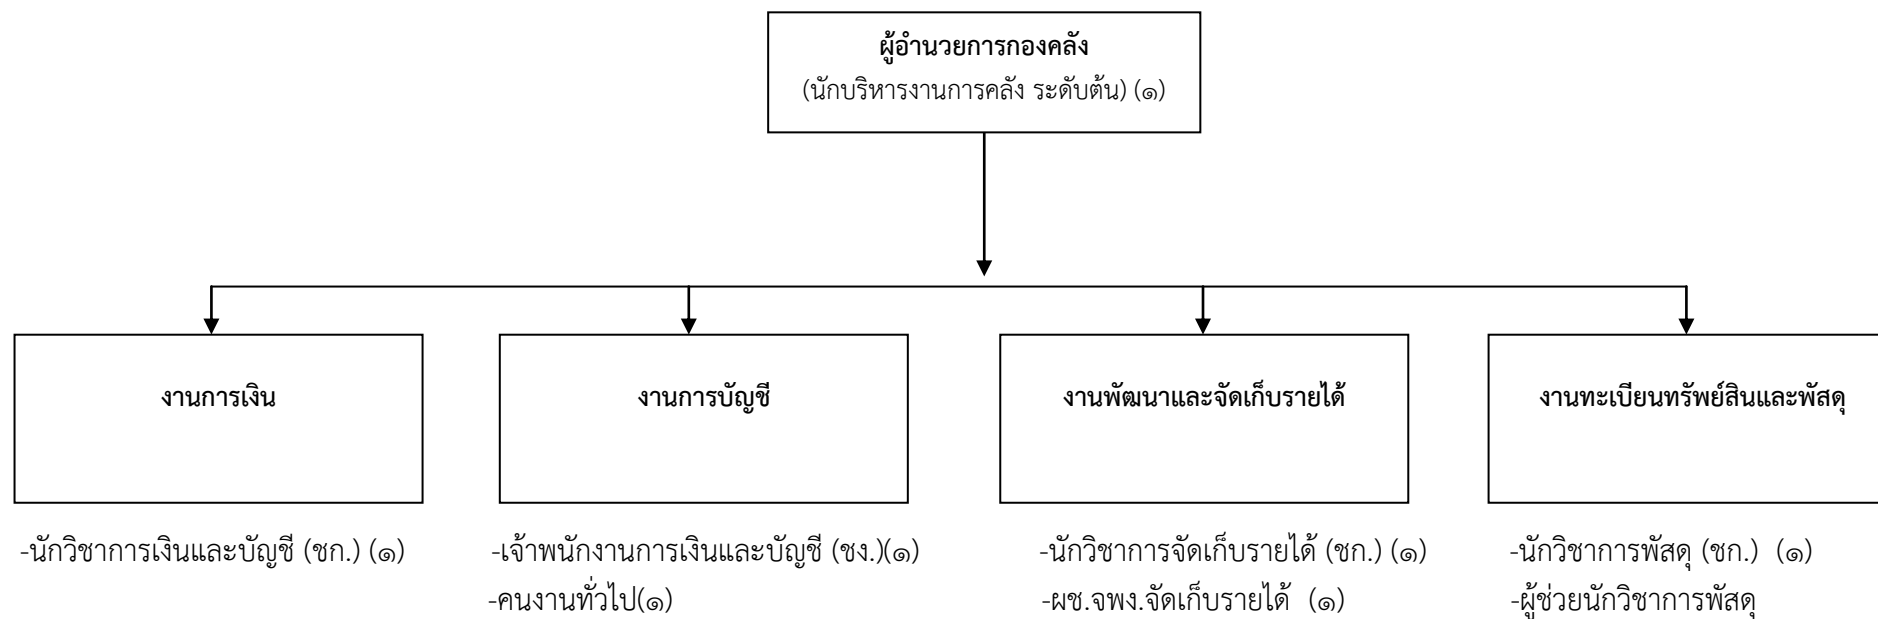 ผู้อำนวยการกองคลัง
(นักบริหารงานการคลัง ระดับต้น) (๑)
งานการเงิน
งานการบัญชี
งานพัฒนาและจัดเก็บรายได้
งานทะเบียนทรัพย์สินและพัสดุ
-นักวิชาการเงินและบัญชี (ชก.) (๑)
-เจ้าพนักงานการเงินและบัญชี (ชง.)(๑)
-คนงานทั่วไป(๑)
-นักวิชาการจัดเก็บรายได้ (ชก.) (๑)
-ผช.จพง.จัดเก็บรายได้ (๑)
-นักวิชาการพัสดุ (ชก.) (๑)
-ผู้ช่วยนักวิชาการพัสดุ